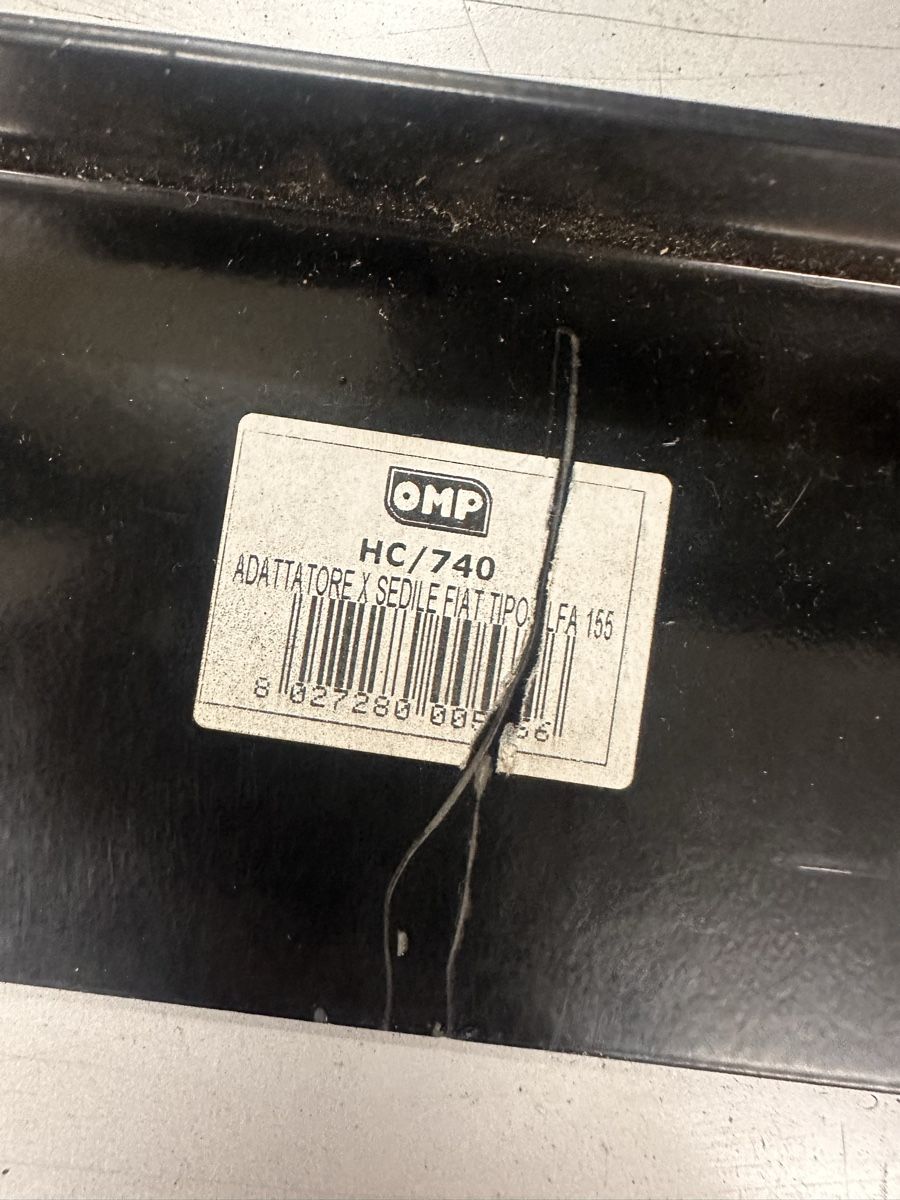 OMP
HC/740
ADATTATORE X SEDILE FIAT TIPO 155
8 027280